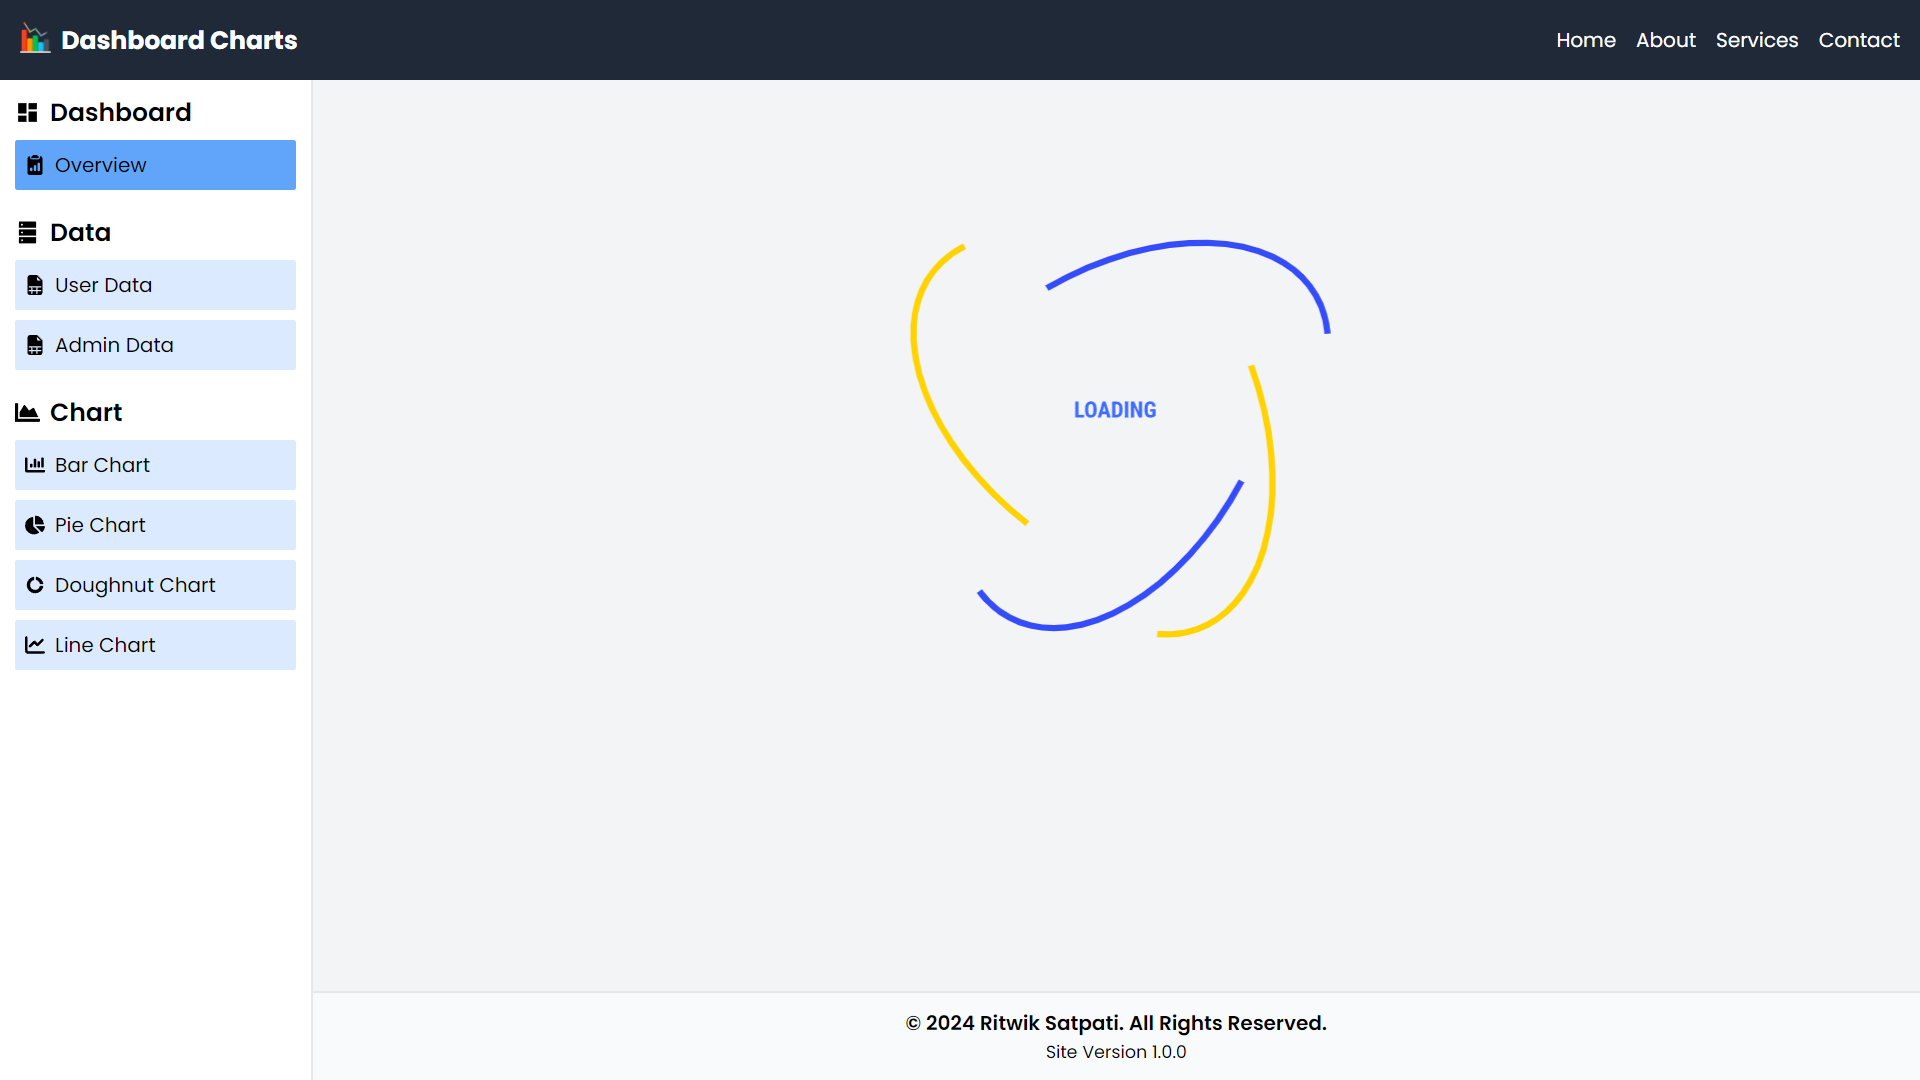 Dashboard Charts
Home About Services Contact
Dashboard
Overview
Data
User Data
Admin Data
Chart
Bar Chart
Pie Chart
Doughnut Chart
Line Chart
LOADING
© 2024 Ritwik Satpati. All Rights Reserved.
Site Version 1.0.0